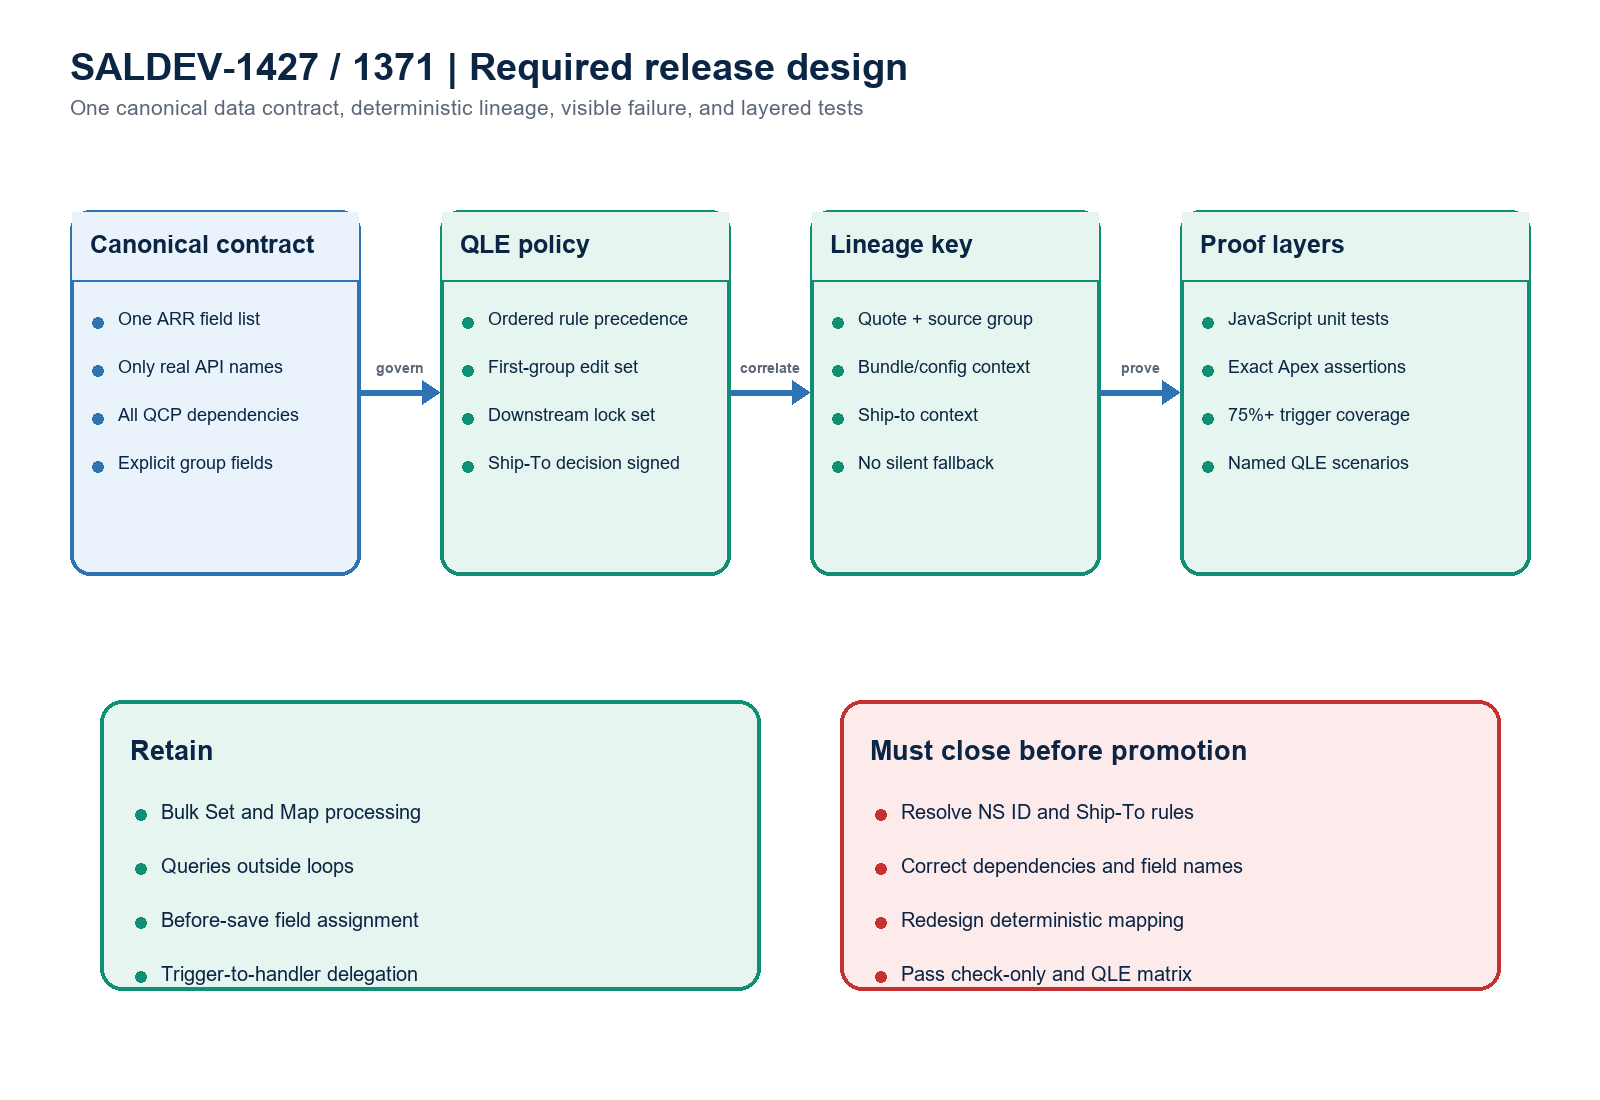 SALDEV-1427 / 1371 | Required release design
One canonical data contract, deterministic lineage, visible failure, and layered tests
Canonical contract
One ARR field list
Only real API names
All QCP dependencies
Explicit group fields
govern
QLE policy
Ordered rule precedence
First-group edit set
Downstream lock set
Ship-To decision signed
correlate
Lineage key
Quote + source group
Bundle/config context
Ship-to context
No silent fallback
prove
Proof layers
JavaScript unit tests
Exact Apex assertions
75%+ trigger coverage
Named QLE scenarios
Retain
Bulk Set and Map processing
Queries outside loops
Before-save field assignment
Trigger-to-handler delegation
Must close before promotion
Resolve NS ID and Ship-To rules
Correct dependencies and field names
Redesign deterministic mapping
Pass check-only and QLE matrix